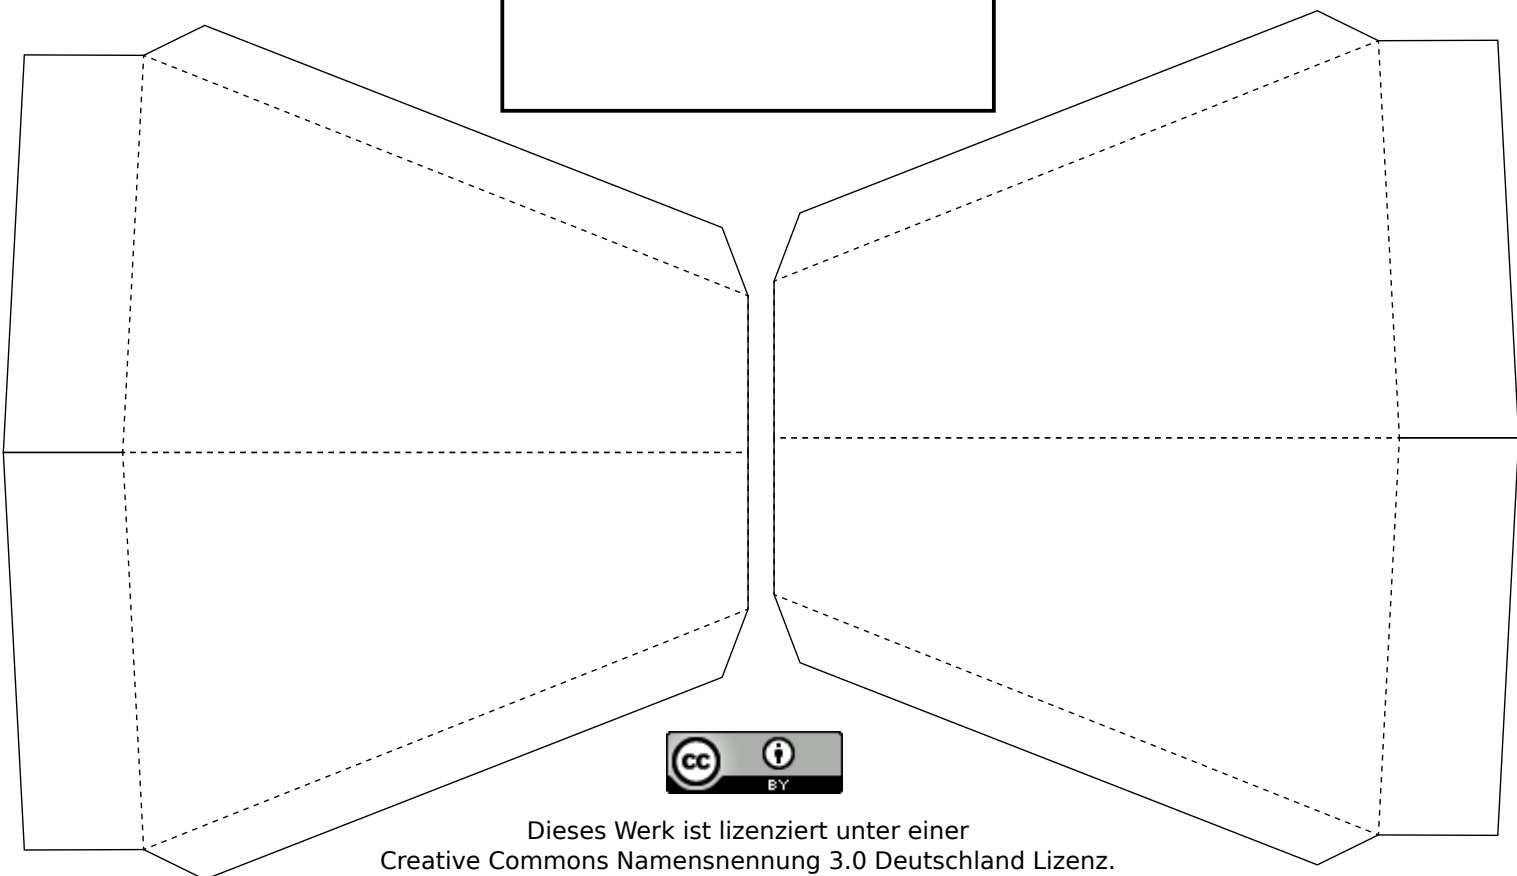 cc
BY
Dieses Werk ist lizenziert unter einer
Creative Commons Namensnennung 3.0 Deutschland Lizenz.